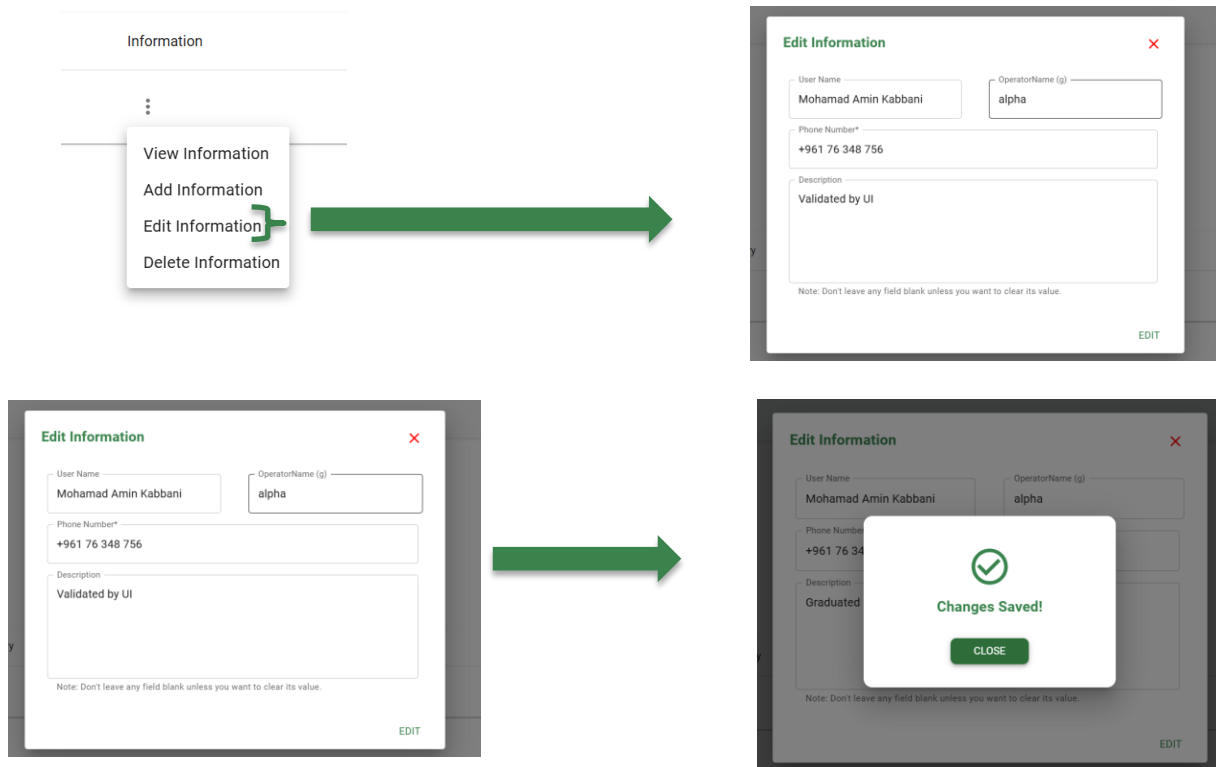 Information
View Information
Add Information
Edit Information
Delete Information
Edit Information
User Name
OperatorName (g)
Mohamad Amin Kabbani
alpha
Phone Number*
+961 76 348 756
Description
Validated by UI
Note: Don't leave any field blank unless you want to clear its value.
EDIT
Edit Information
User Name
OperatorName (g)
Mohamad Amin Kabbani
alpha
Phone Number*
+961 76 348 756
Description
Validated by UI
Note: Don't leave any field blank unless you want to clear its value.
EDIT
Edit Information
User Name
OperatorName (g)
Mohamad Amin Kabbani
alpha
Phone Number
+961 76 34
Description
Graduated
Changes Saved!
CLOSE
Note: Don't leave any field blank unless you want to clear its value.
EDIT